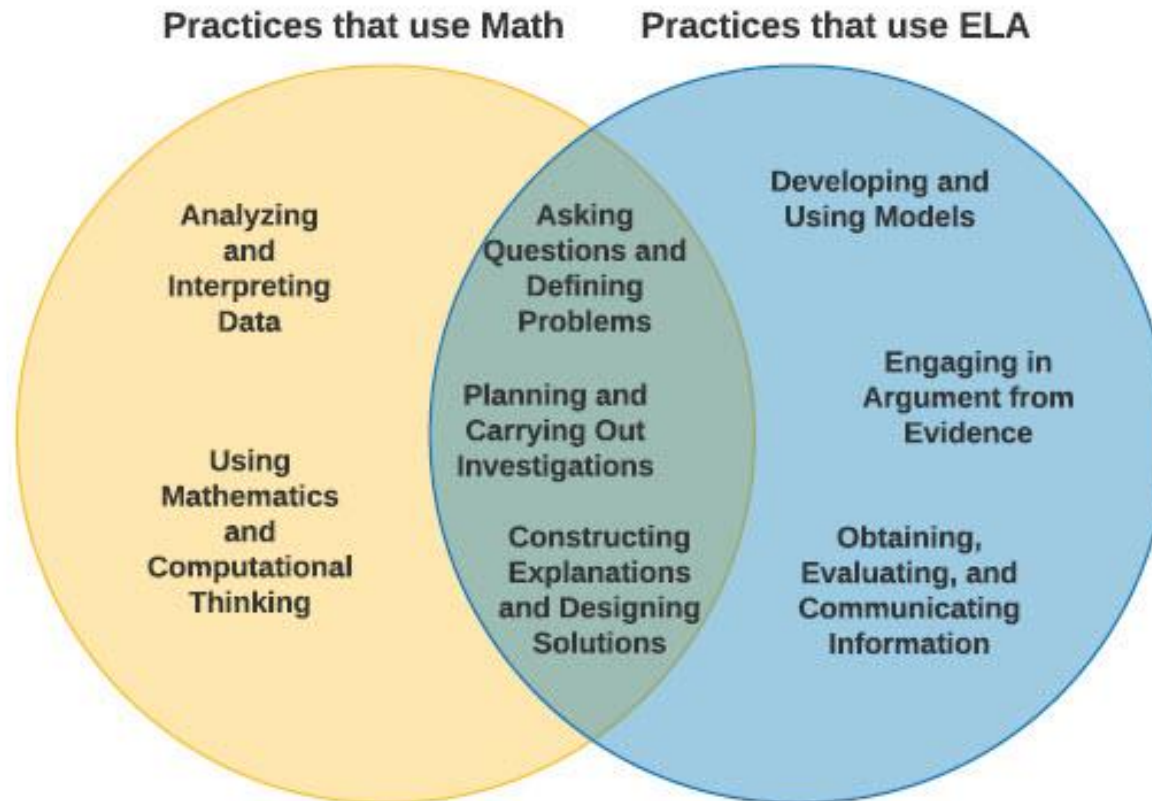 Practices that use Math
Practices that use ELA
Analyzing
and
Interpreting
Data
Using
Mathematics
and
Computational
Thinking
Asking
Questions and
Defining
Problems
Planning and
Carrying Out
Investigations
Constructing
Explanations
and Designing
Solutions
Developing and
Using Models
Engaging in
Argument from
Evidence
Obtaining,
Evaluating, and
Communicating
Information